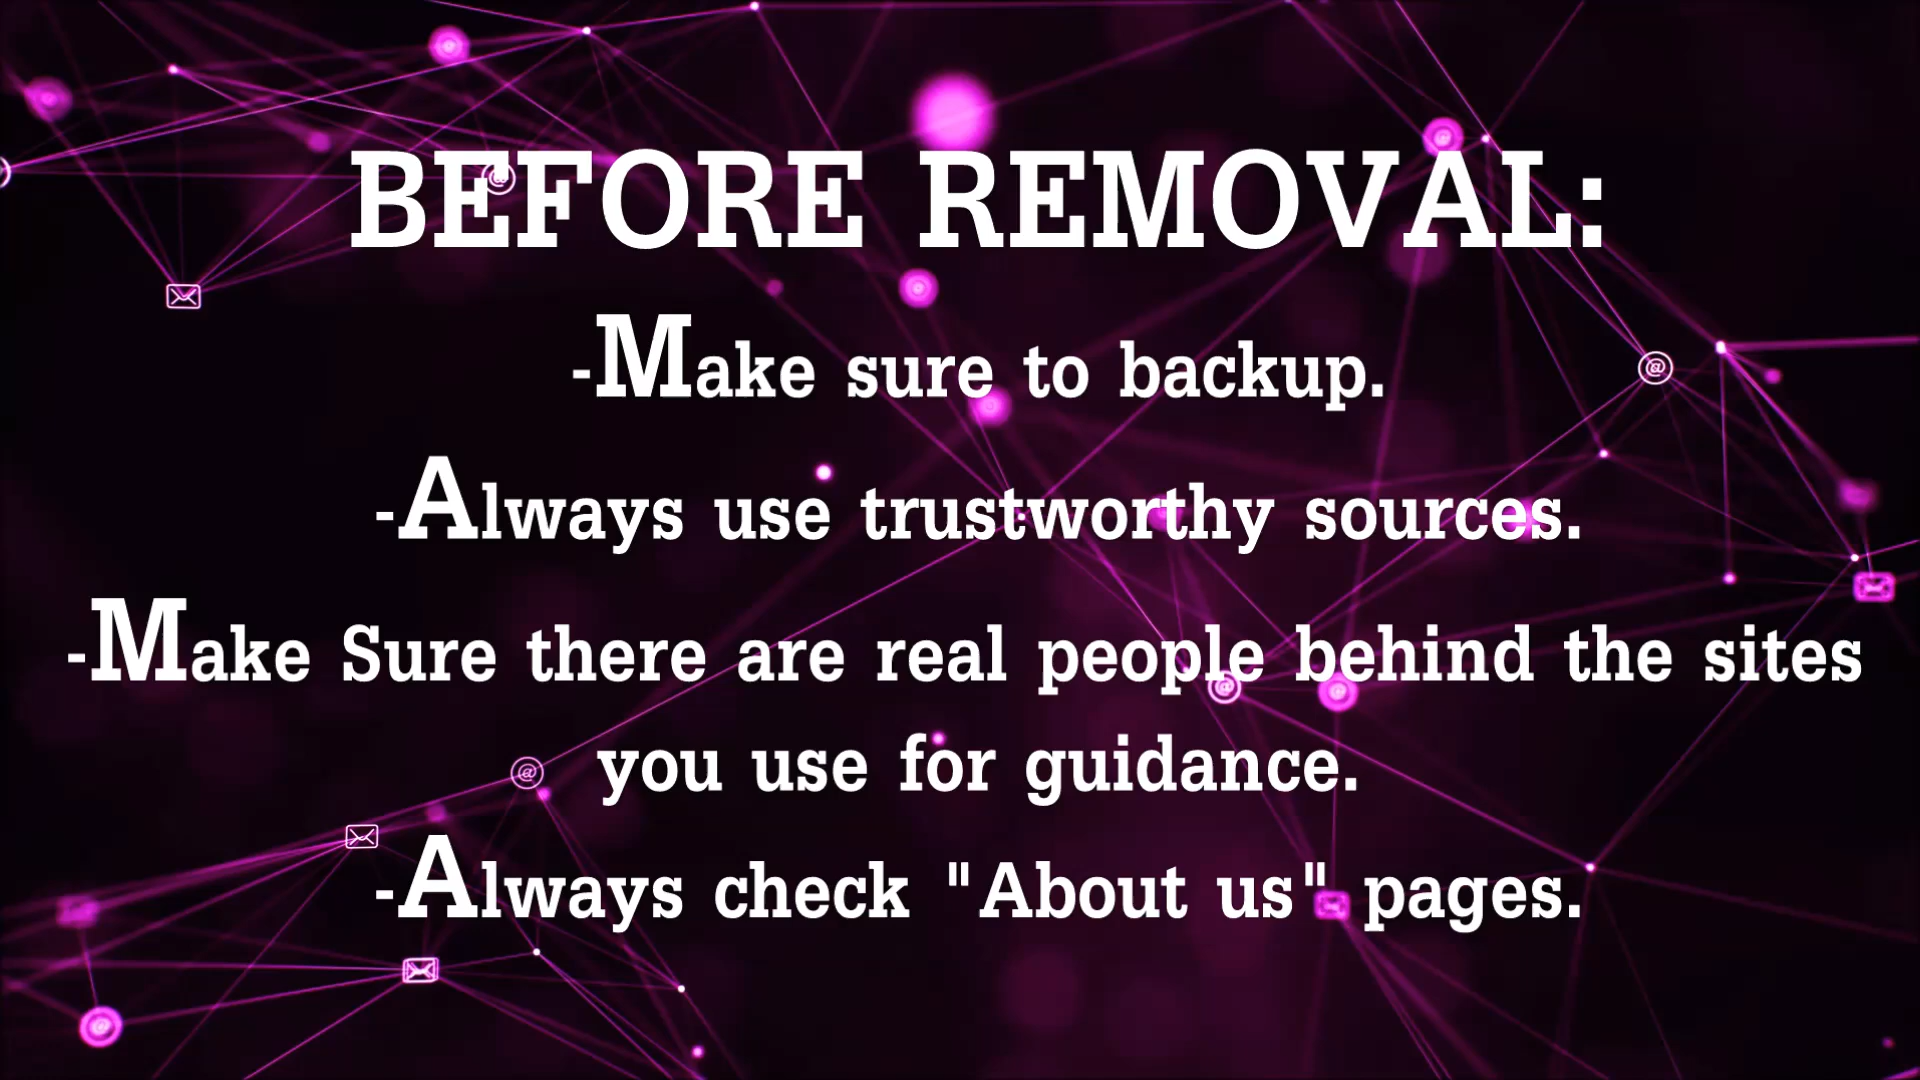 BEFORE REMOVAL:
-Make sure to backup.
-Always use trustworthy sources.
-Make Sure there are real people behind the sites
you use for guidance.
-Always check "About us" pages.